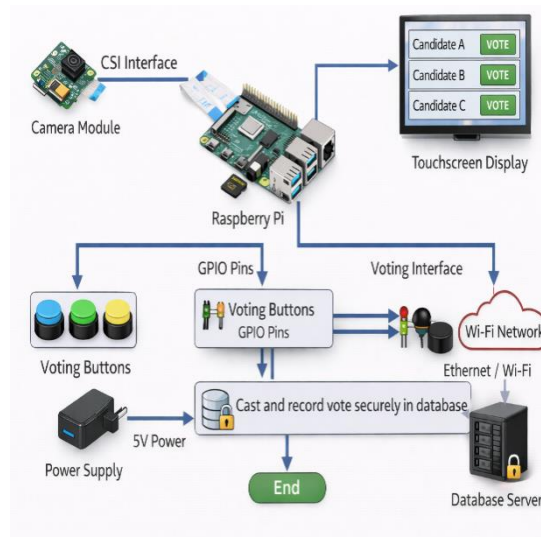 CSI Interface
Camera Module
Raspberry Pi
Candidate A VOTE
Candidate B VOTE
Candidate C VOTE
Touchscreen Display
GPIO Pins
Voting Interface
Voting Buttons
Voting Buttons
GPIO Pins
Wi-Fi Network
Ethernet / Wi-Fi
Cast and record vote securely in database
Power Supply
5V Power
End
Database Server